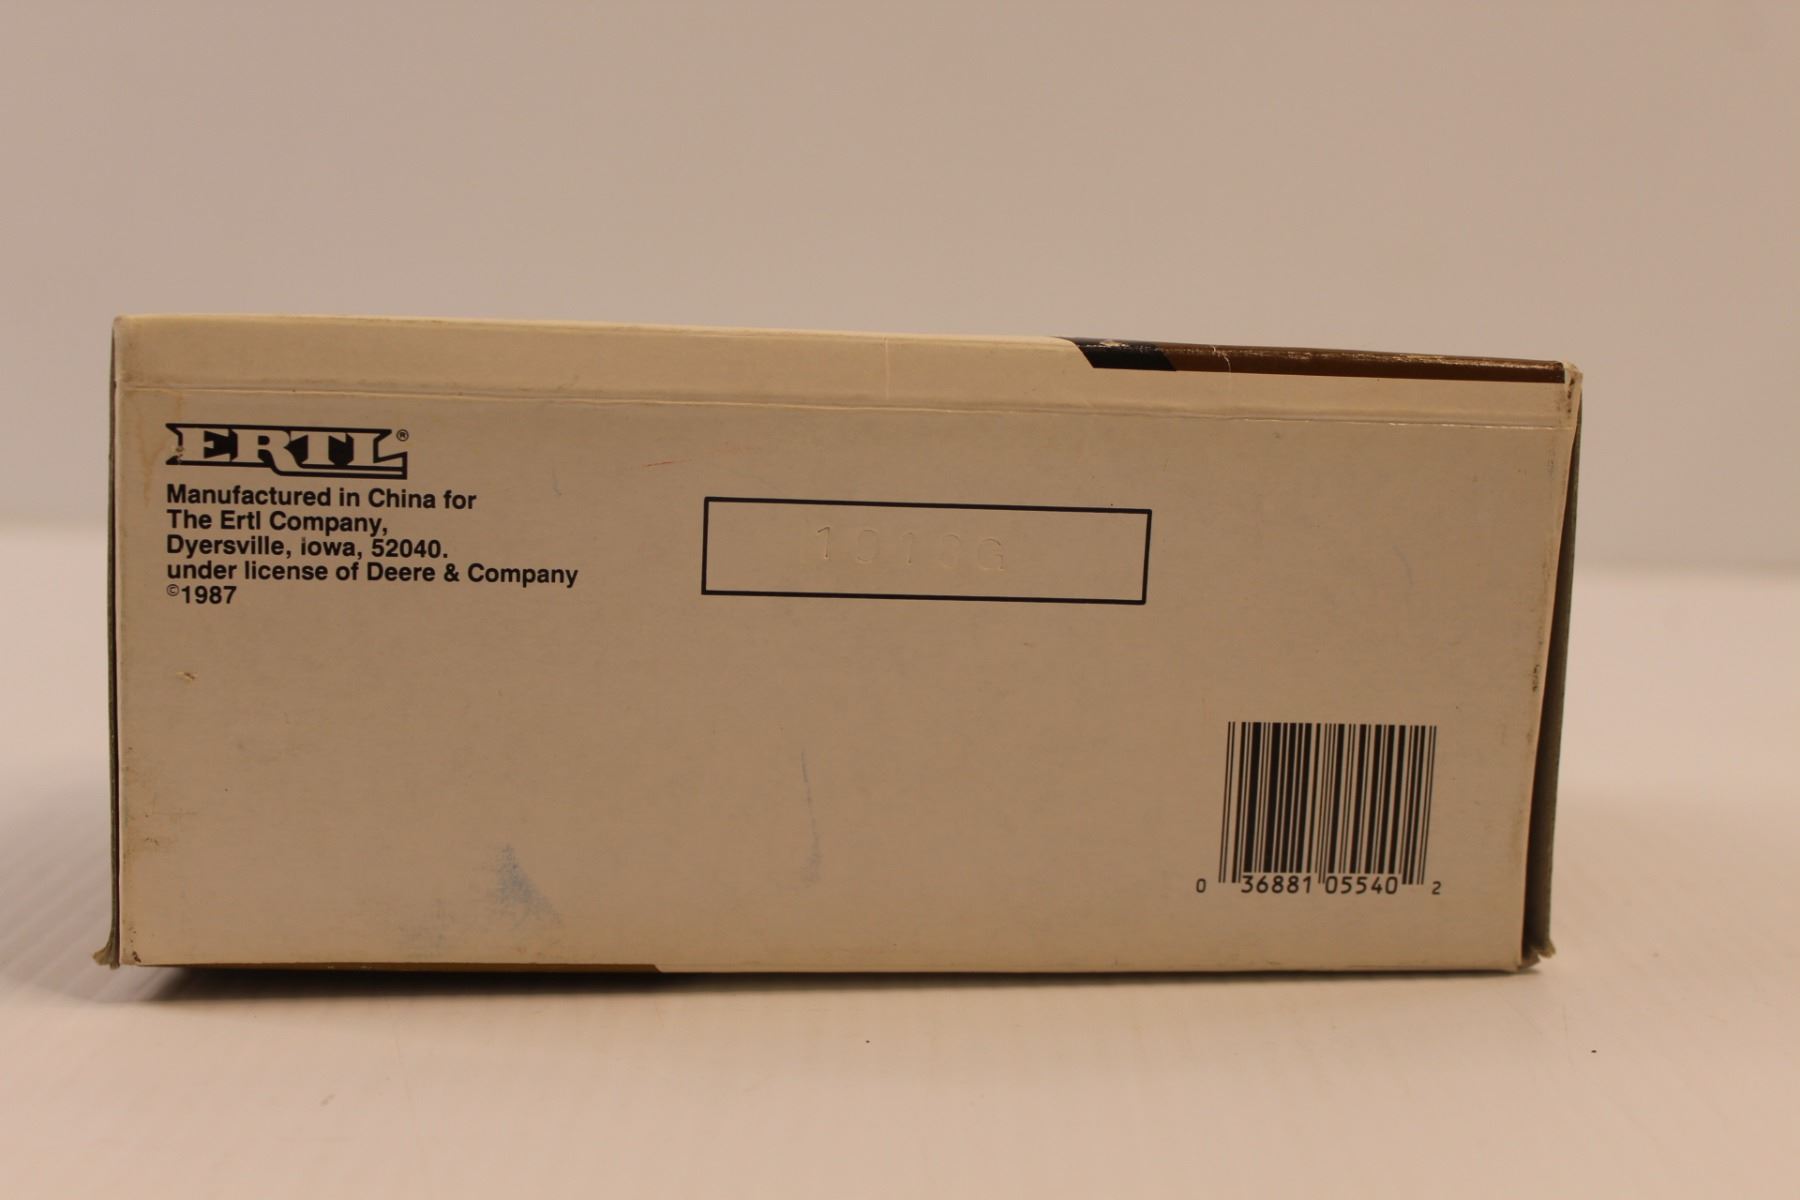 ERTL®
Manufactured in China for
The Ertl Company,
Dyersville, iowa, 52040.
under license of Deere & Company
©1987
0 36881 05540 2